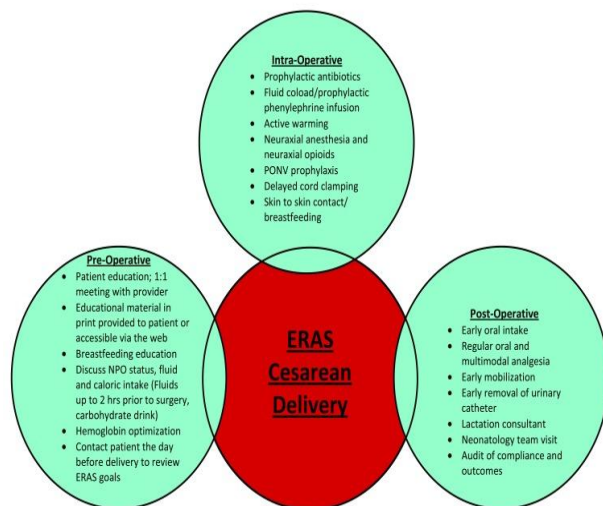 Intra-Operative
• Prophylactic antibiotics
• Fluid coload/prophylactic
phenylephrine infusion
• Active warming
• Neuraxial anesthesia and
neuraxial opioids
• PONV prophylaxis
• Delayed cord clamping
• Skin to skin contact/
breastfeeding
Pre-Operative
• Patient education; 1:1
meeting with provider
• Educational material in
print provided to patient or
accessible via the web
• Breastfeeding education
• Discuss NPO status, fluid
and caloric intake (Fluids
up to 2 hrs prior to surgery,
carbohydrate drink)
• Hemoglobin optimization
• Contact patient the day
before delivery to review
ERAS goals
ERAS
Cesarean
Delivery
Post-Operative
• Early oral intake
• Regular oral and
multimodal analgesia
• Early mobilization
• Early removal of urinary
catheter
• Lactation consultant
• Neonatology team visit
• Audit of compliance and
outcomes